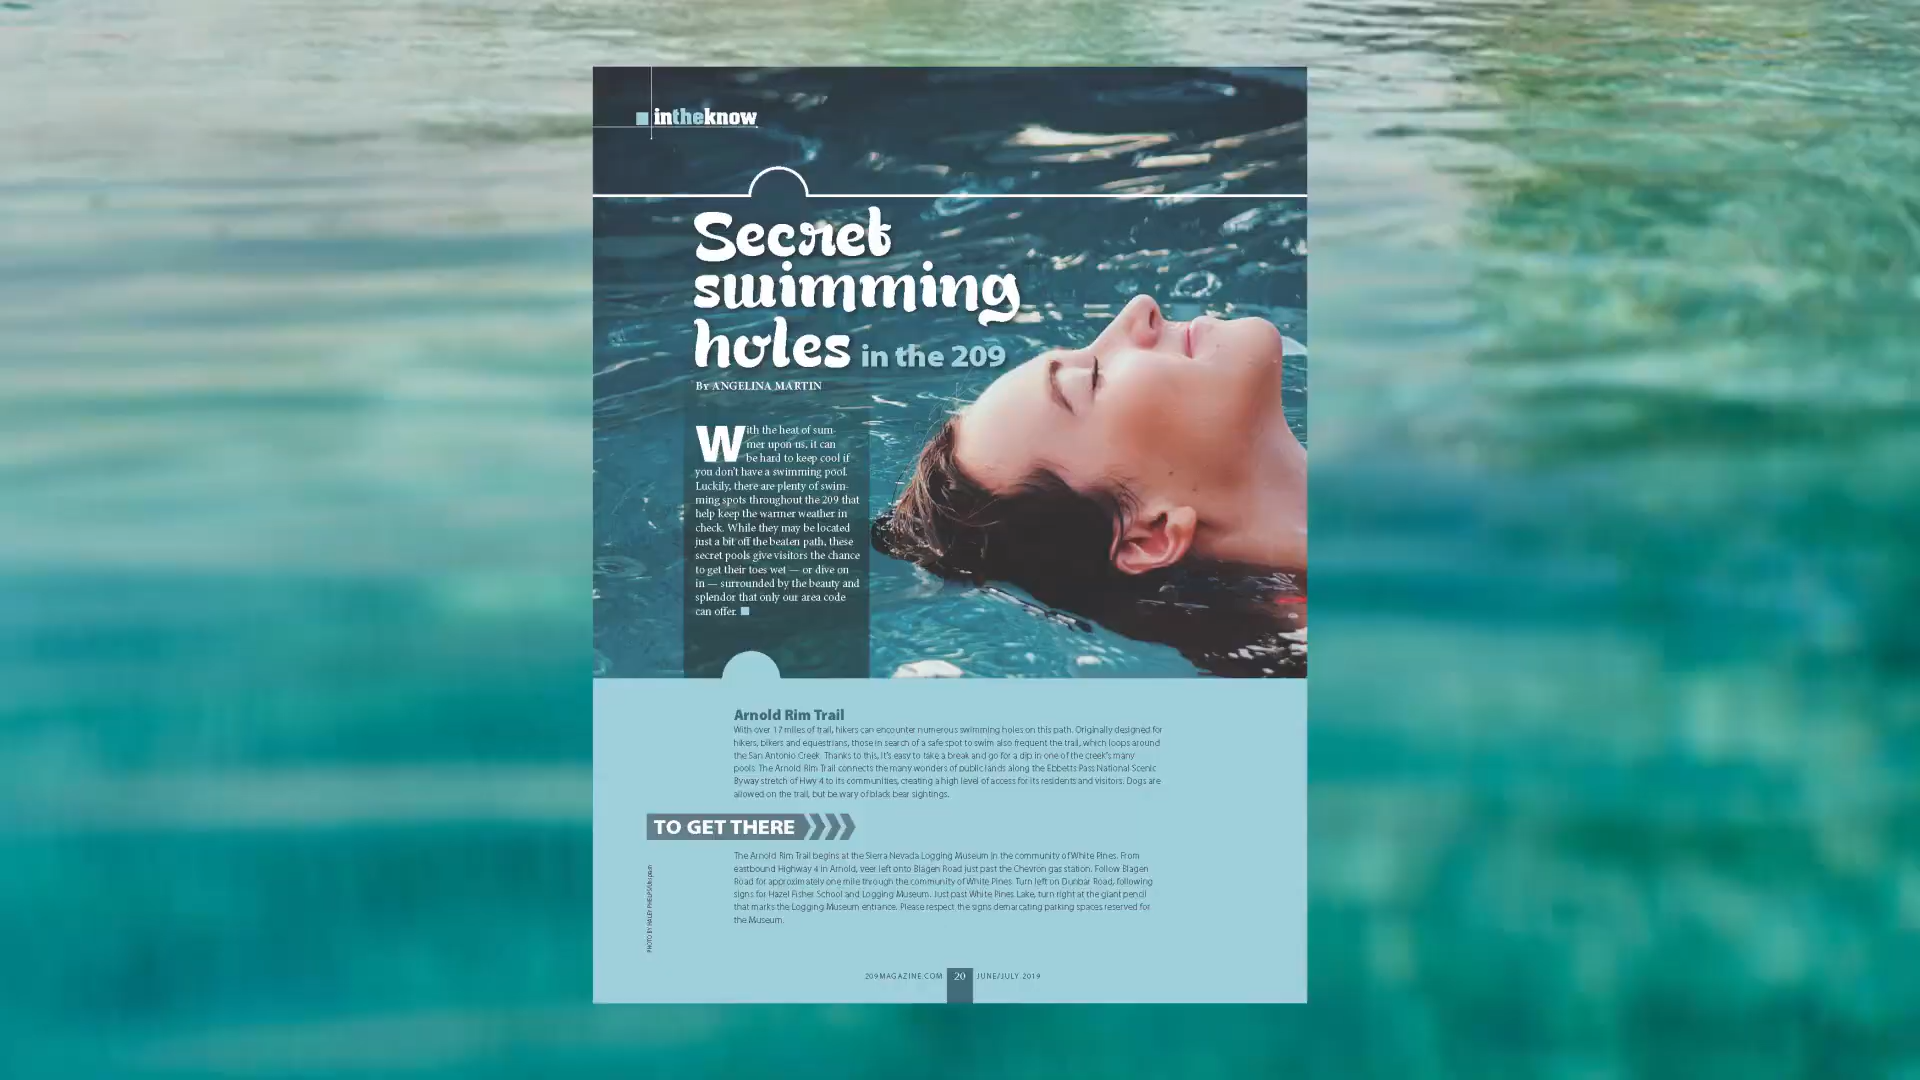 intheknow
Secret
swimming
holes in the 209
By ANGELINA MARTIN
With the heat of sum-
mer upon us, it can
be hard to keep cool if
you don't have a swimming pool.
Luckily, there are plenty of swim-
ming spots throughout the 209 that
help keep the warmer weather in
check. While they may be located
just a bit off the beaten path, these
secret pools give visitors the chance
to get their toes wet — or dive on
in — surrounded by the beauty and
splendor that only our area code
can offer.
Arnold Rim Trail
With over 17 miles of trail, hikers can encounter numerous swimming holes on this path. Originally designed for
hikers, bikers and equestrians, those in search of a safe spot to swim also frequent the trail, which loops around
the San Antonio Creek. Thanks to this, it's easy to take a break and go for a dip in one of the creek's many
pools. The Arnold Rim Trail connects the many wonders of public lands along the Ebbetts Pass National Scenic
Byway stretch of Hwy 4 to its communities, creating a high level of access for its residents and visitors. Dogs are
allowed on the trail, but be wary of black bear sightings.
TO GET THERE
The Arnold Rim Trail begins at the Sierra Nevada Logging Museum in the community of White Pines. From
eastbound Highway 4 in Arnold, veer left onto Blagen Road just past the Chevron gas station. Follow Blagen
Road for approximately one mile through the community of White Pines. Turn left on Dunbar Road, following
signs for Hazel Fisher School and Logging Museum. Just past White Pines Lake, turn right at the giant pencil
that marks the Logging Museum entrance. Please respect the signs demarcating parking spaces reserved for
the Museum.
PHOTO BY HALEY PHELPS/Unsplash
209MAGAZINE.COM 20 JUNE/JULY 2019